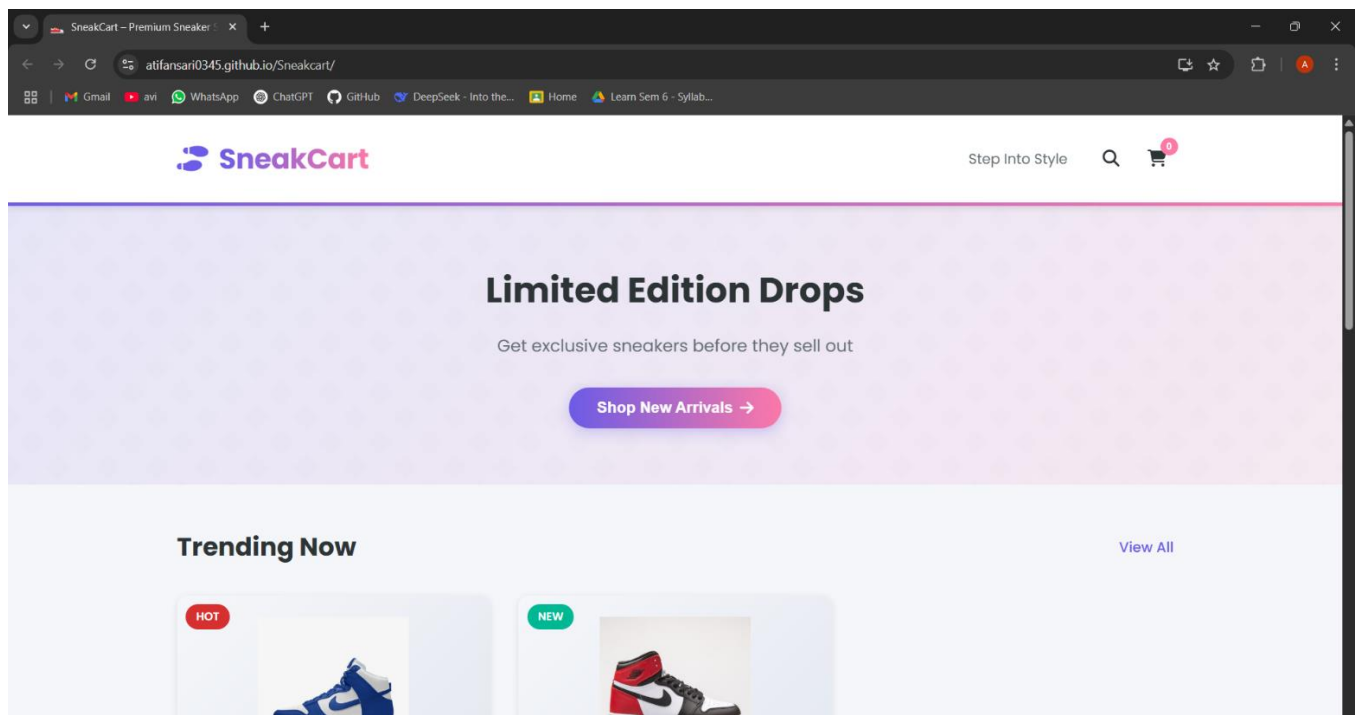 SneakCart – Premium Sneaker S
atifansari0345.github.io/Sneakcart/
A
Gmail avi WhatsApp ChatGPT GitHub DeepSeek - Into the... Home Learn Sem 6 - Syllab...
SneakCart Step Into Style 0
Limited Edition Drops
Get exclusive sneakers before they sell out
Shop New Arrivals →
Trending Now View All
HOT NEW